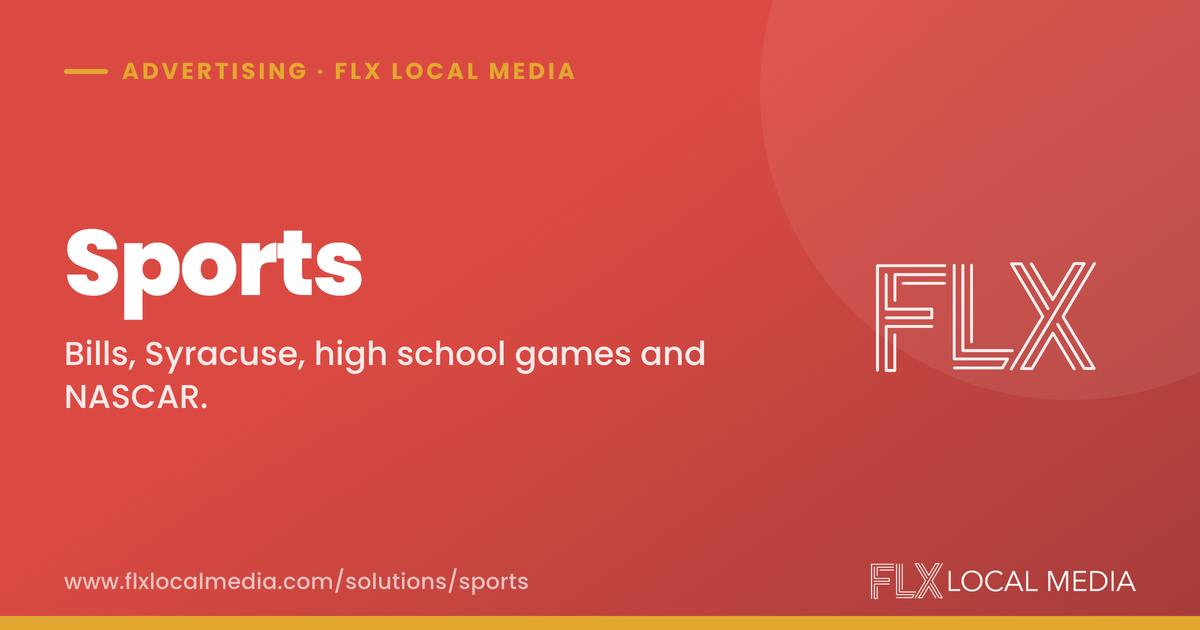 ADVERTISING · FLX LOCAL MEDIA
Sports
Bills, Syracuse, high school games and
NASCAR.
FLX
www.flxlocalmedia.com/solutions/sports
FLX LOCAL MEDIA